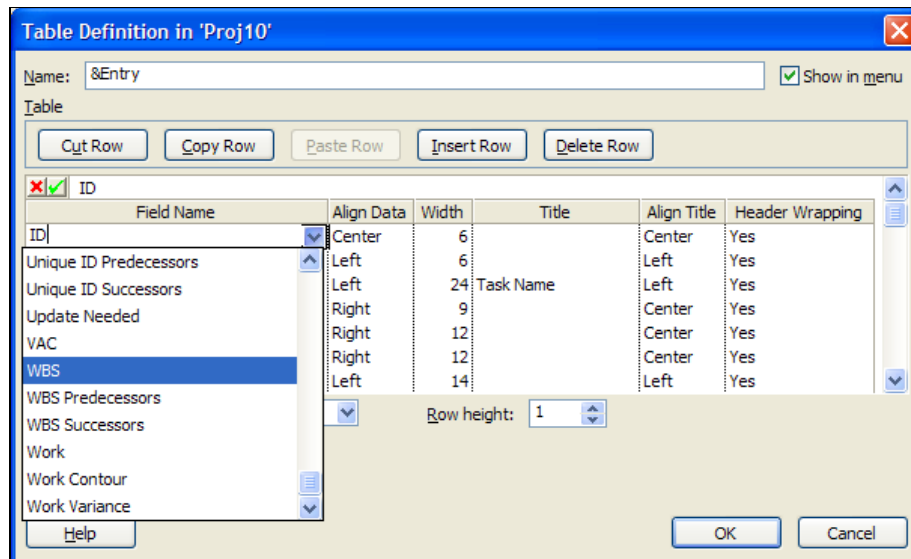 Table Definition in 'Proj10'
Name: &Entry Show in menu
Table
Cut Row Copy Row Paste Row Insert Row Delete Row
ID
Field Name Align Data Width Title Align Title Header Wrapping
ID Center 6 Center Yes
Left 6 Left Yes
Left 24 Task Name Left Yes
Right 9 Center Yes
Right 12 Center Yes
Right 12 Center Yes
Left 14 Left Yes
Unique ID Predecessors
Unique ID Successors
Update Needed
VAC
WBS
WBS Predecessors
WBS Successors
Work
Work Contour
Work Variance
Row height: 1
Help OK Cancel